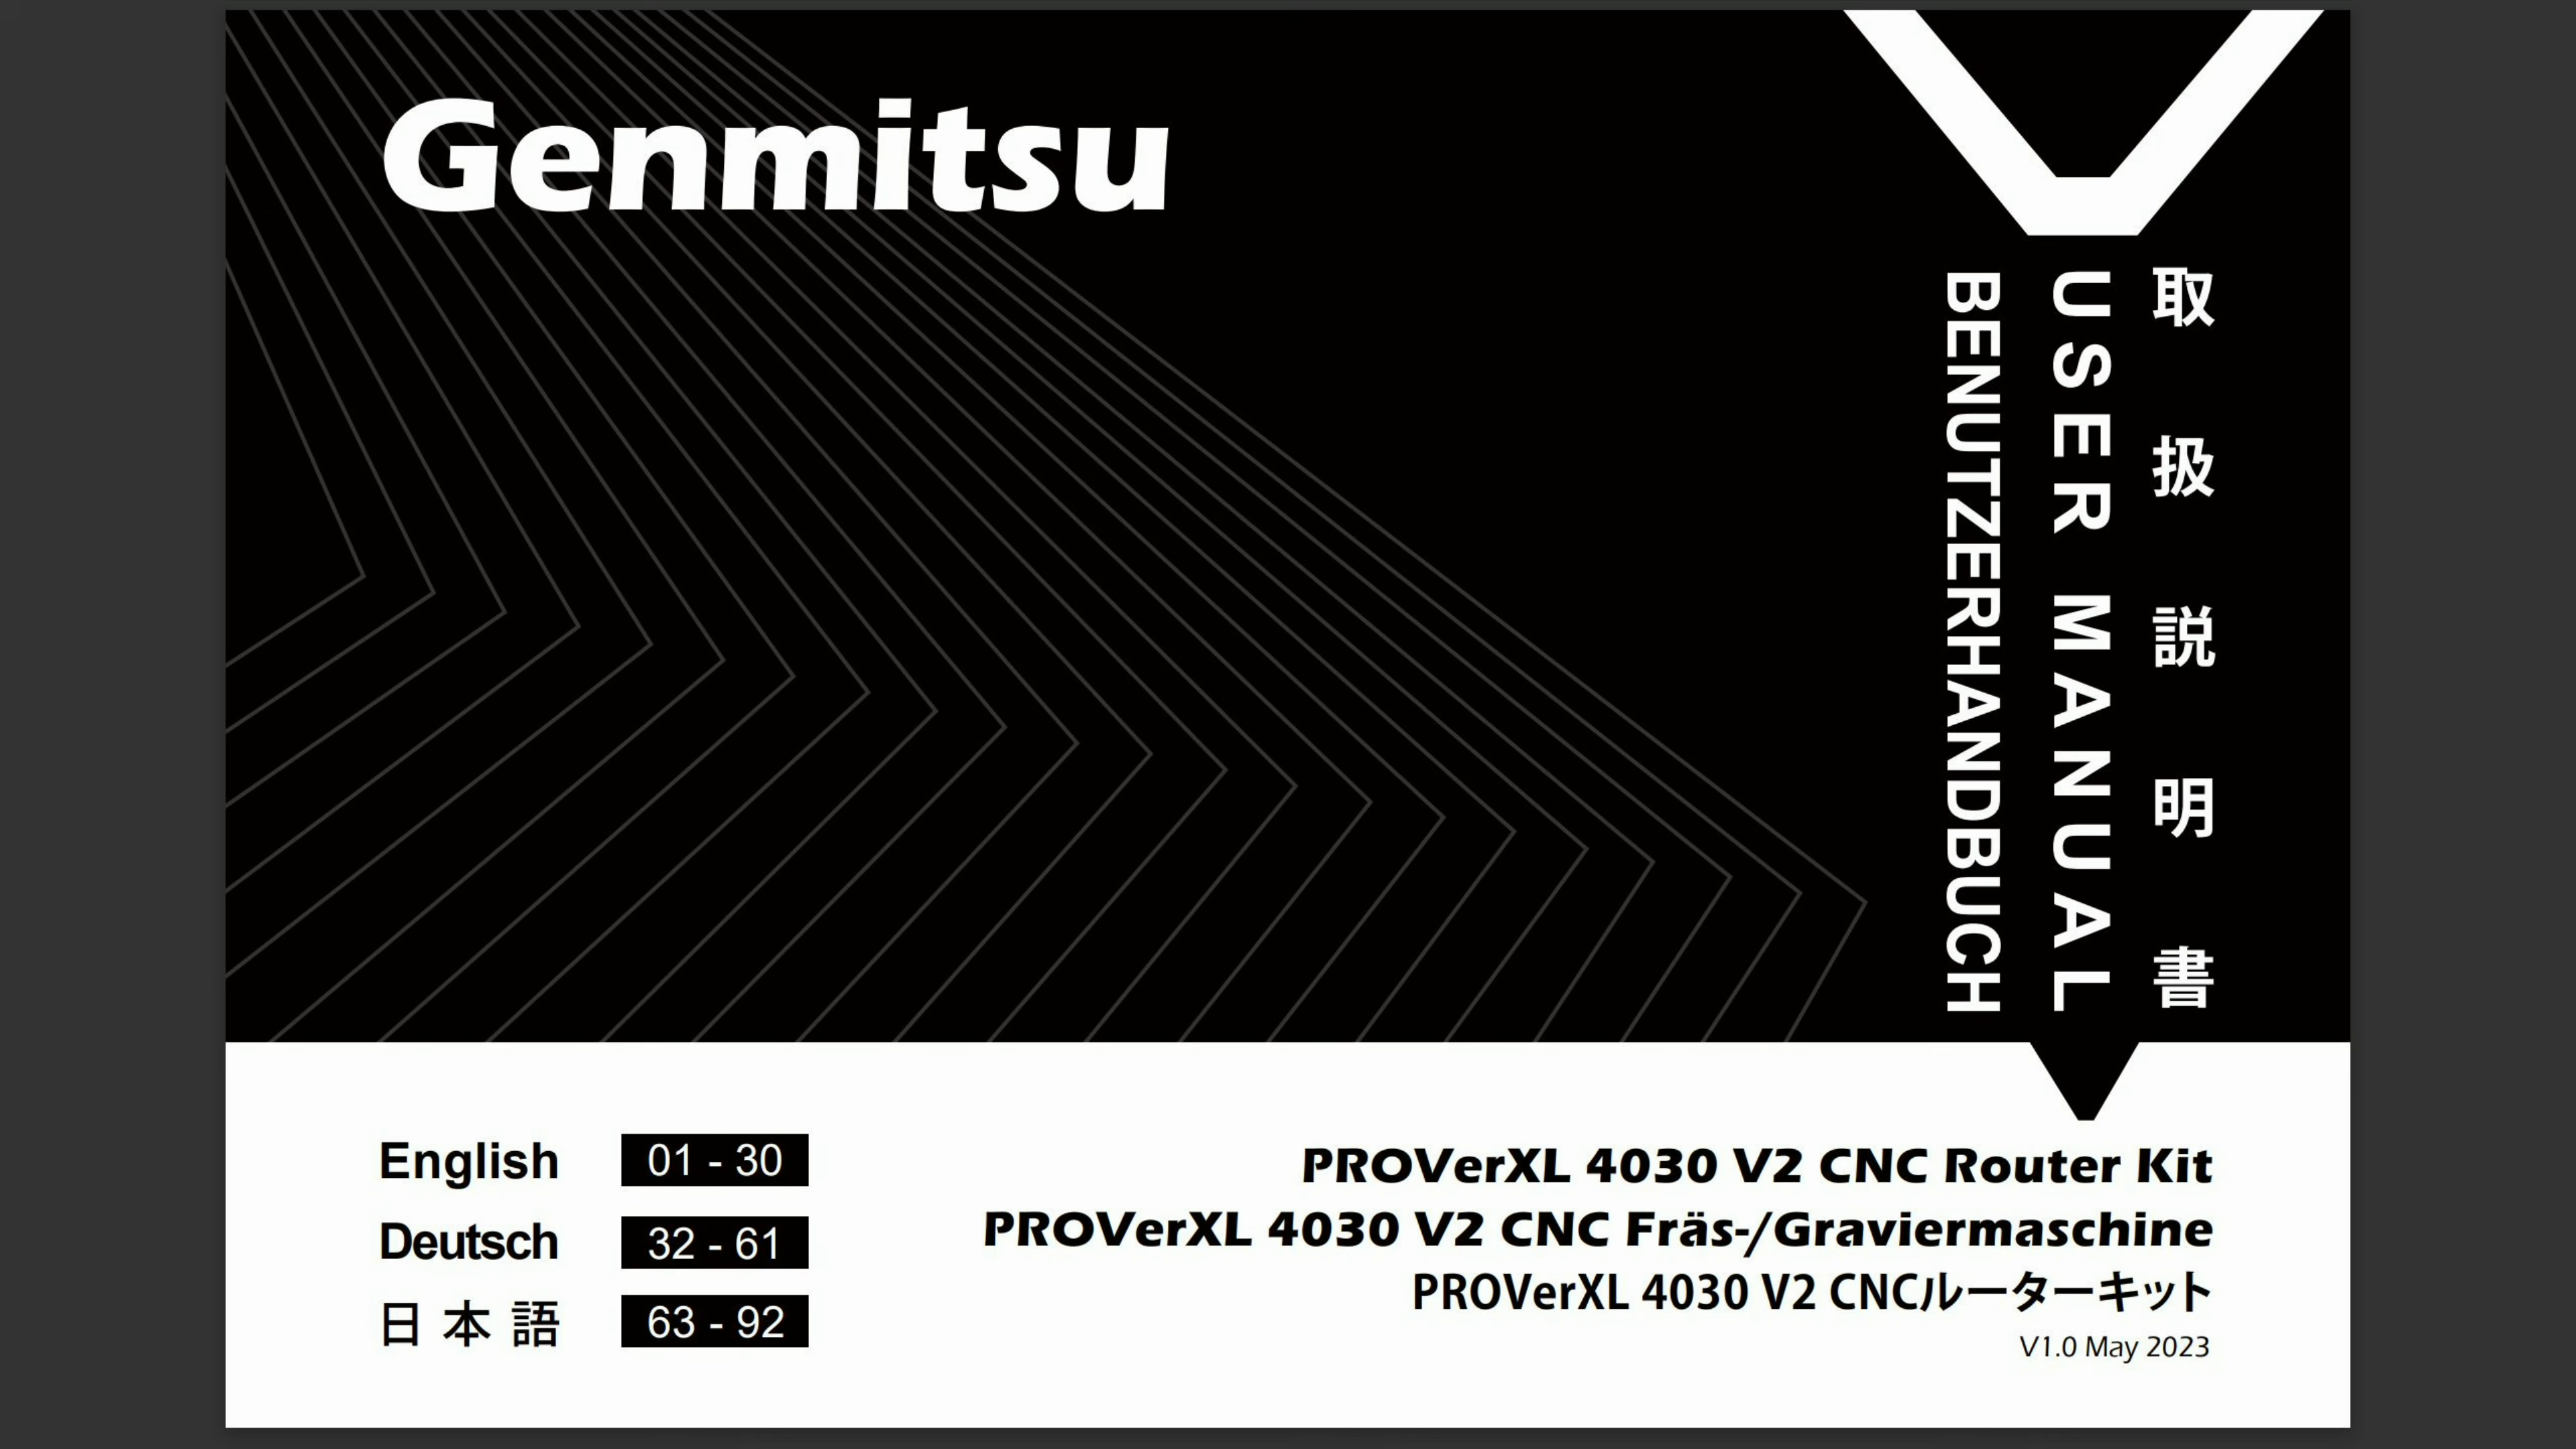 Genmitsu
取扱説明書
USER MANUAL
BENUTZERHANDBUCH
English 01 - 30
Deutsch 32 - 61
日本語 63 - 92
PROVerXL 4030 V2 CNC Router Kit
PROVerXL 4030 V2 CNC Fräs-/Graviermaschine
PROVerXL 4030 V2 CNCルーターキット
V1.0 May 2023